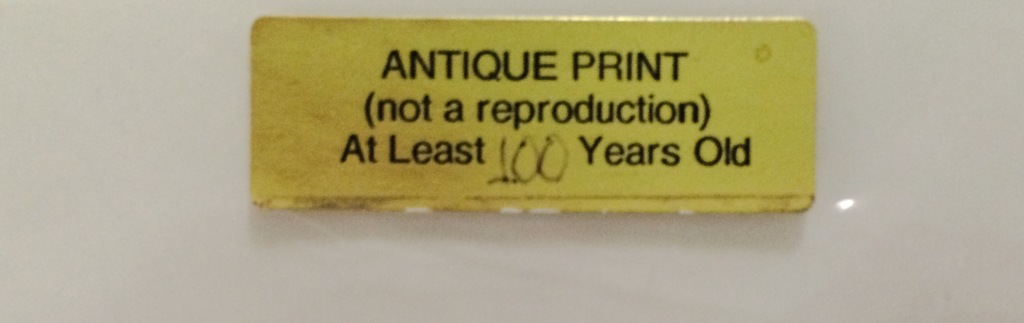 ANTIQUE PRINT
(not a reproduction)
At Least 100 Years Old